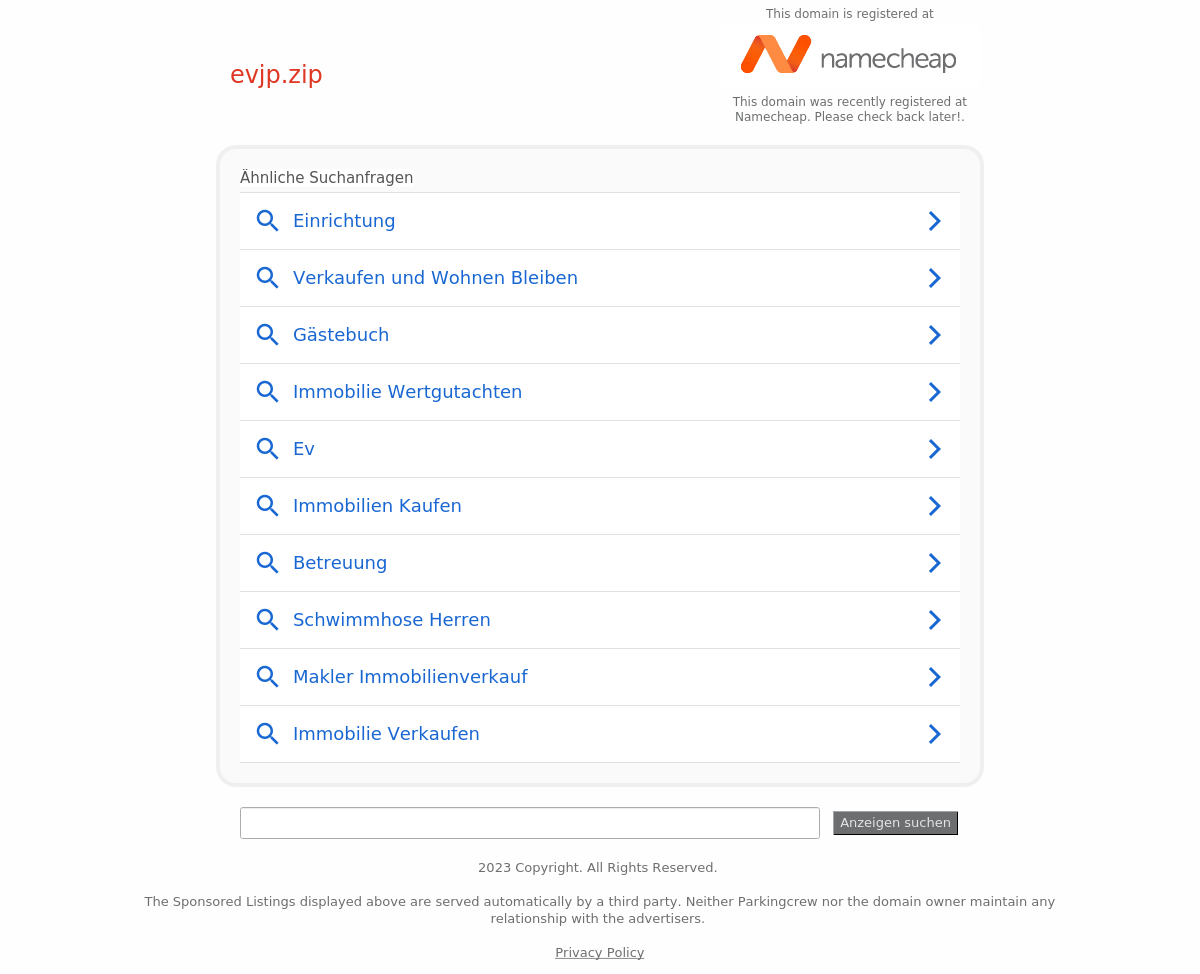 This domain is registered at
namecheap
evjp.zip
This domain was recently registered at
Namecheap. Please check back later!.
Ähnliche Suchanfragen
Einrichtung
Verkaufen und Wohnen Bleiben
Gästebuch
Immobilie Wertgutachten
Ev
Immobilien Kaufen
Betreuung
Schwimmhose Herren
Makler Immobilienverkauf
Immobilie Verkaufen
Anzeigen suchen
2023 Copyright. All Rights Reserved.
The Sponsored Listings displayed above are served automatically by a third party. Neither Parkingcrew nor the domain owner maintain any
relationship with the advertisers.
Privacy Policy